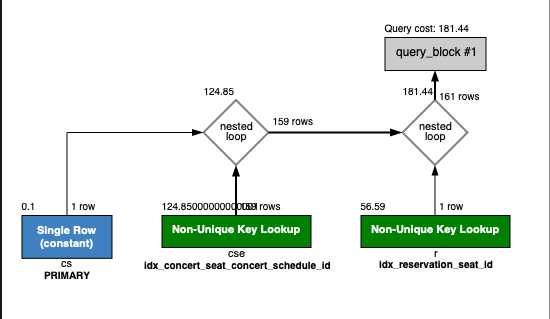 Query cost: 181.44
query_block #1
124.85
181.44
161 rows
nested
loop
159 rows
nested
loop
0.1
1 row
124.85000000000001
159 rows
56.59
1 row
Single Row
(constant)
Non-Unique Key Lookup
Non-Unique Key Lookup
cs
PRIMARY
cse
idx_concert_seat_concert_schedule_id
r
idx_reservation_seat_id